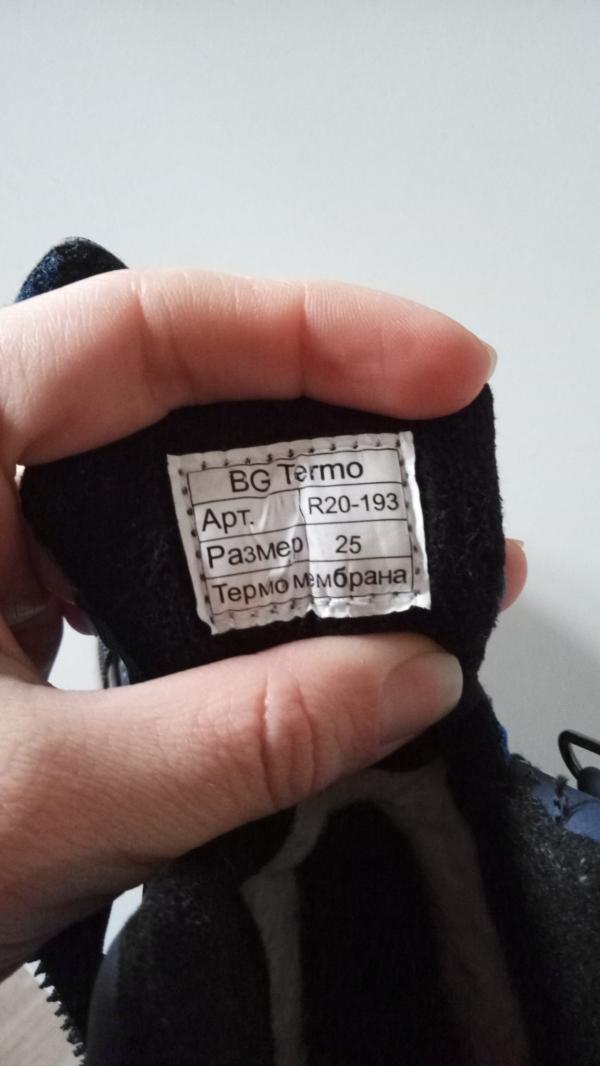 BG Termo
Арт. R20-193
Размер 25
Термо мембрана